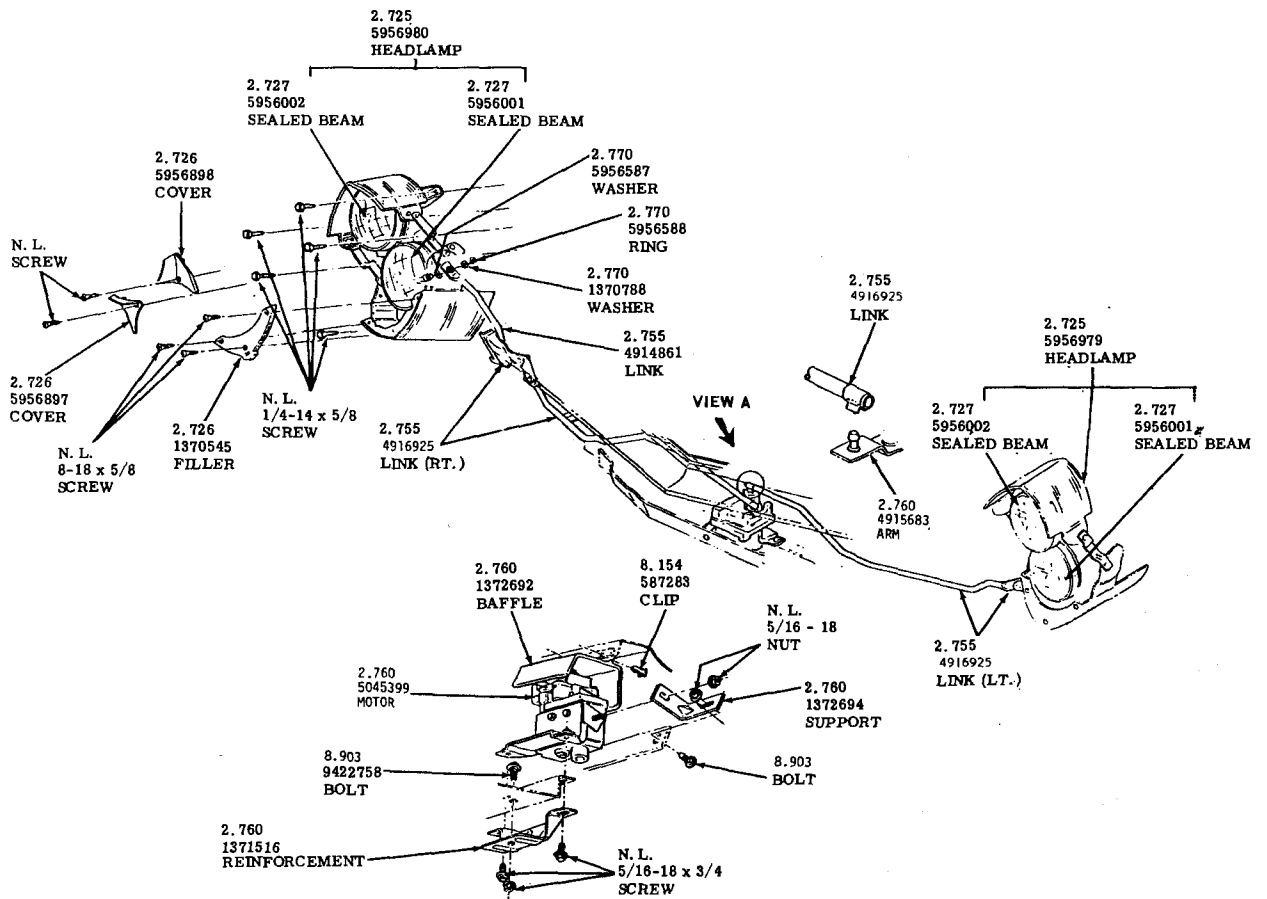 2.725
5956980
HEADLAMP
2.727
5956002
SEALED BEAM
2.727
5956001
SEALED BEAM
2.726
5956898
COVER
2.770
5956587
WASHER
2.770
5956588
RING
N. L.
SCREW
2.770
1370788
WASHER
2.755
4916925
LINK
2.755
4914861
LINK
2.725
5956979
HEADLAMP
2.726
5956897
COVER
N. L.
8-18 x 5/8
SCREW
2.726
1370545
FILLER
N. L.
1/4-14 x 5/8
SCREW
2.755
4916925
LINK (RT.)
VIEW A
2.727
5956002
SEALED BEAM
2.727
5956001
SEALED BEAM
2.760
4915683
ARM
2.760
1372692
BAFFLE
8.154
587283
CLIP
N. L.
5/16 - 18
NUT
2.755
4916925
LINK (LT.)
2.760
5045399
MOTOR
2.760
1372694
SUPPORT
8.903
9422758
BOLT
8.903
BOLT
2.760
1371516
REINFORCEMENT
N. L.
5/16-18 x 3/4
SCREW